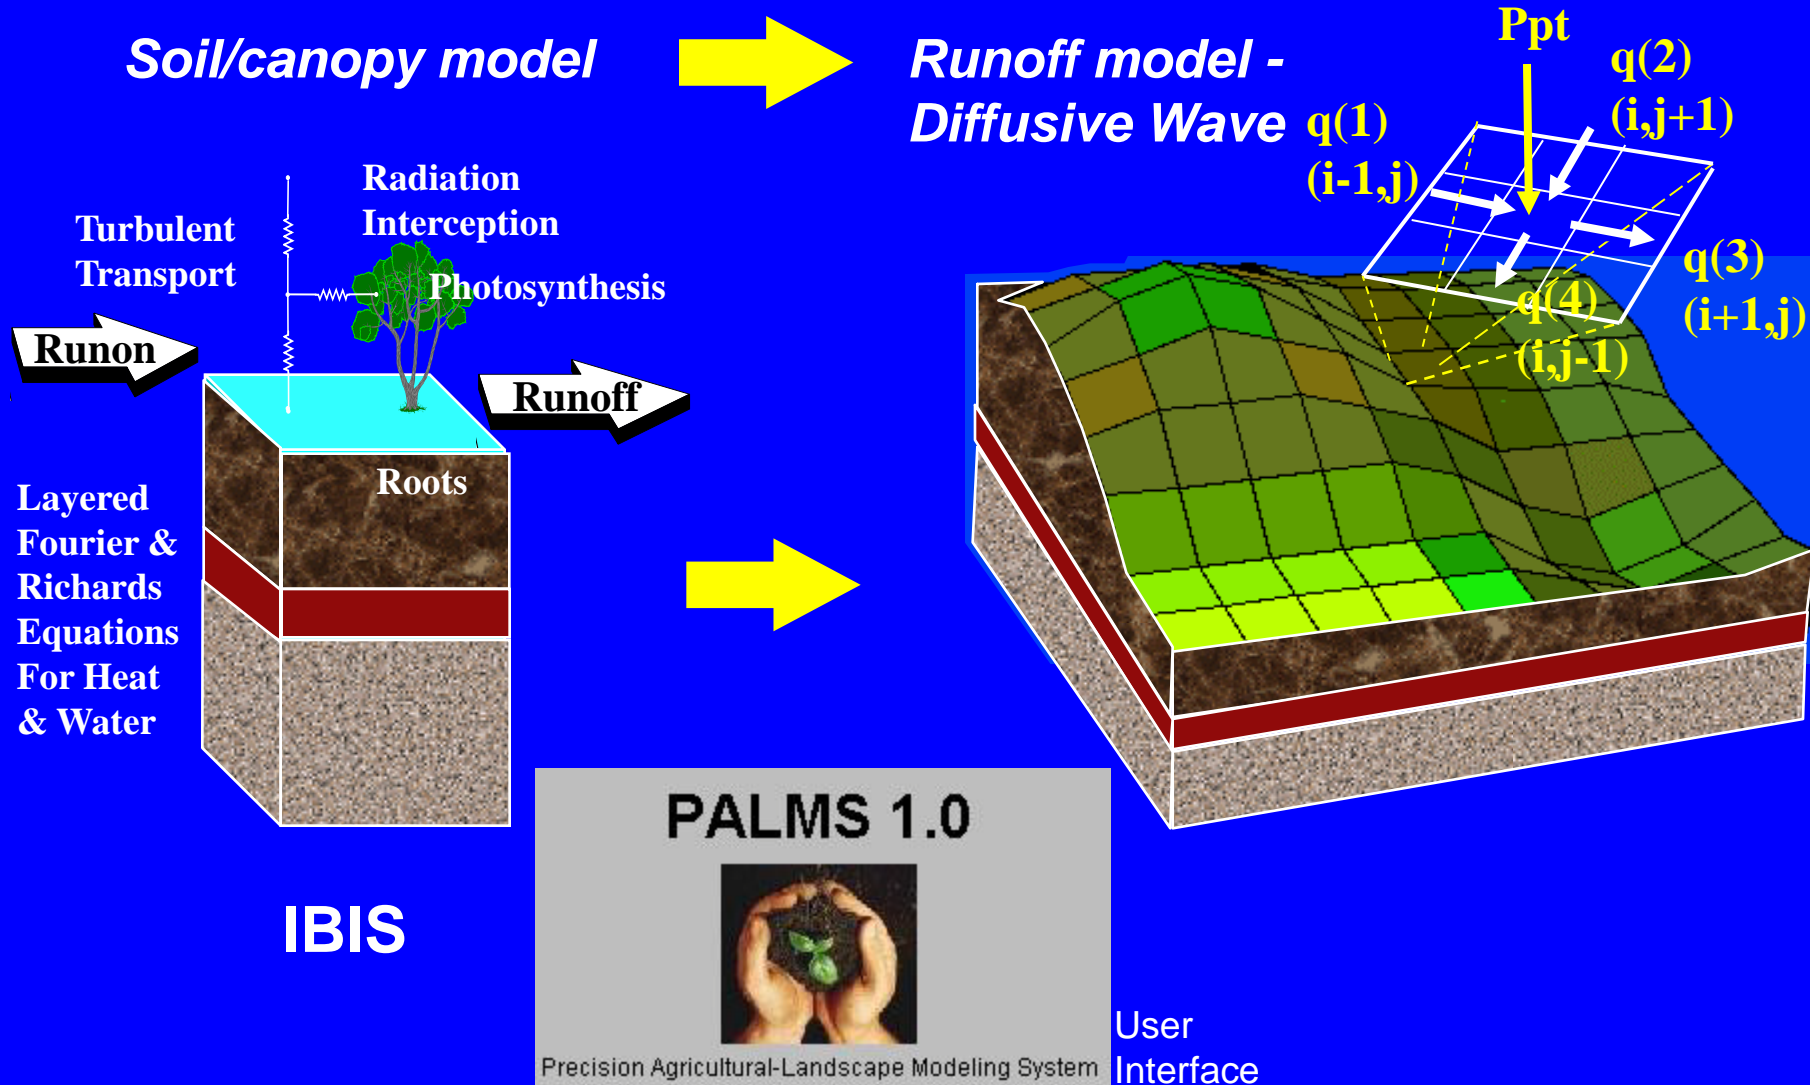 Soil/canopy model
Runoff model -
Diffusive Wave
Ppt
q(2)
(i,j+1)
q(1)
(i-1,j)
q(3)
(i+1,j)
q(4)
(i,j-1)
Radiation
Interception
Turbulent
Transport
Photosynthesis
Runon
Runoff
Roots
Layered
Fourier &
Richards
Equations
For Heat
& Water
IBIS
PALMS 1.0
Precision Agricultural-Landscape Modeling System
User
Interface